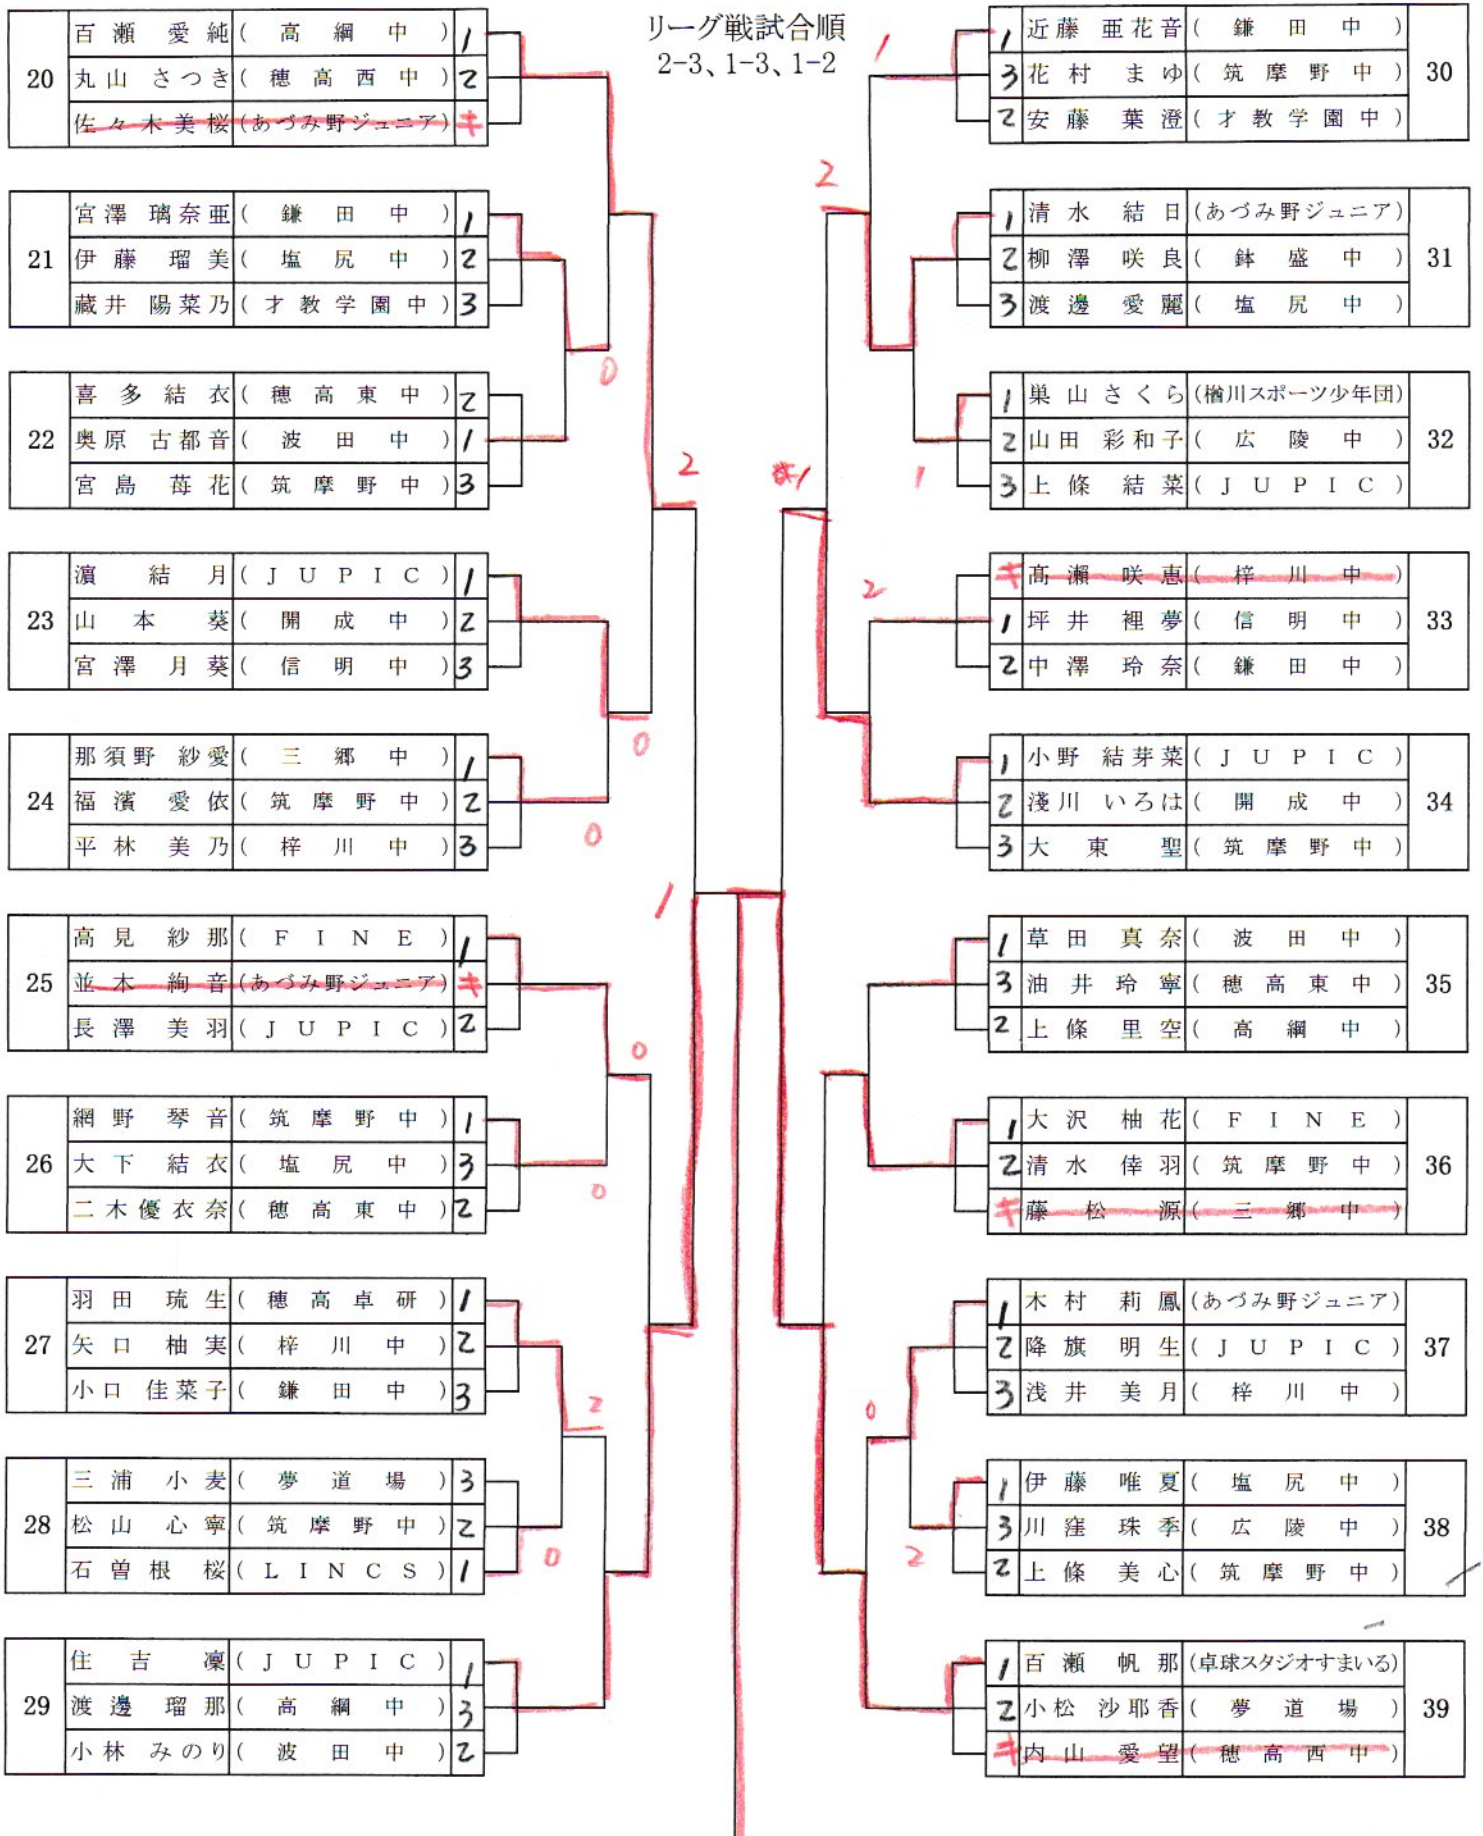 リーグ戦試合順
2-3、1-3、1-2
20
百瀬 愛純 (高綱中) 1
丸山 さつき (穂高西中) 2
佐々木美桜 (あづみ野ジュニア) キ
21
宮澤 璃奈亜 (鎌田中) 1
伊藤 瑠美 (塩尻中) 2
藏井 陽菜乃 (才教学園中) 3
0
22
喜多結衣 (穂高東中) 2
奥原 古都音 (波田中) 1
宮島 苺花 (筑摩野中) 3
2
23
濵 結月 (JUPIC) 1
山本 葵 (開成中) 2
宮澤 月葵 (信明中) 3
0
24
那須野 紗愛 (三郷中) 1
福濱 愛依 (筑摩野中) 2
平林 美乃 (梓川中) 3
0
1
25
高見 紗那 (FINE) 1
並木 絢音 (あづみ野ジュニア) キ
長澤 美羽 (JUPIC) 2
0
26
網野 琴音 (筑摩野中) 1
大下 結衣 (塩尻中) 3
二木優衣奈 (穂高東中) 2
0
27
羽田 琉生 (穂高卓研) 1
矢口 柚実 (梓川中) 2
小口 佳菜子 (鎌田中) 3
2
28
三浦 小麦 (夢道場) 3
松山 心寧 (筑摩野中) 2
石曽根 桜 (LINCS) 1
0
29
住吉 凜 (JUPIC) 1
渡邊 瑠那 (高綱中) 3
小林 みのり (波田中) 2
1
1 近藤 亜花音 (鎌田中)
3 花村 まゆ (筑摩野中)
2 安藤 葉澄 (才教学園中)
30
2
1 清水 結日 (あづみ野ジュニア)
2 柳澤 咲良 (鉢盛中)
3 渡邊 愛麗 (塩尻中)
31
1 巣山 さくら (楢川スポーツ少年団)
2 山田 彩和子 (広陵中)
3 上條 結菜 (JUPIC)
32
1
1
2
キ 髙瀬 咲恵 (梓川中)
1 坪井 裡夢 (信明中)
2 中澤 玲奈 (鎌田中)
33
1 小野 結芽菜 (JUPIC)
2 淺川 いろは (開成中)
3 大東 聖 (筑摩野中)
34
1 草田 真奈 (波田中)
3 油井玲寧 (穂高東中)
2 上條 里空 (高綱中)
35
1 大沢 柚花 (FINE)
2 清水 倖羽 (筑摩野中)
キ 藤松 源 (三郷中)
36
1 木村 莉鳳 (あづみ野ジュニア)
2 降旗 明生 (JUPIC)
3 浅井 美月 (梓川中)
37
0
1 伊藤 唯夏 (塩尻中)
3 川窪 珠季 (広陵中)
2 上條 美心 (筑摩野中)
38
2
1 百瀬 帆那 (卓球スタジオすまいる)
2 小松 沙耶香 (夢道場)
キ 内山 愛望 (穂高西中)
39